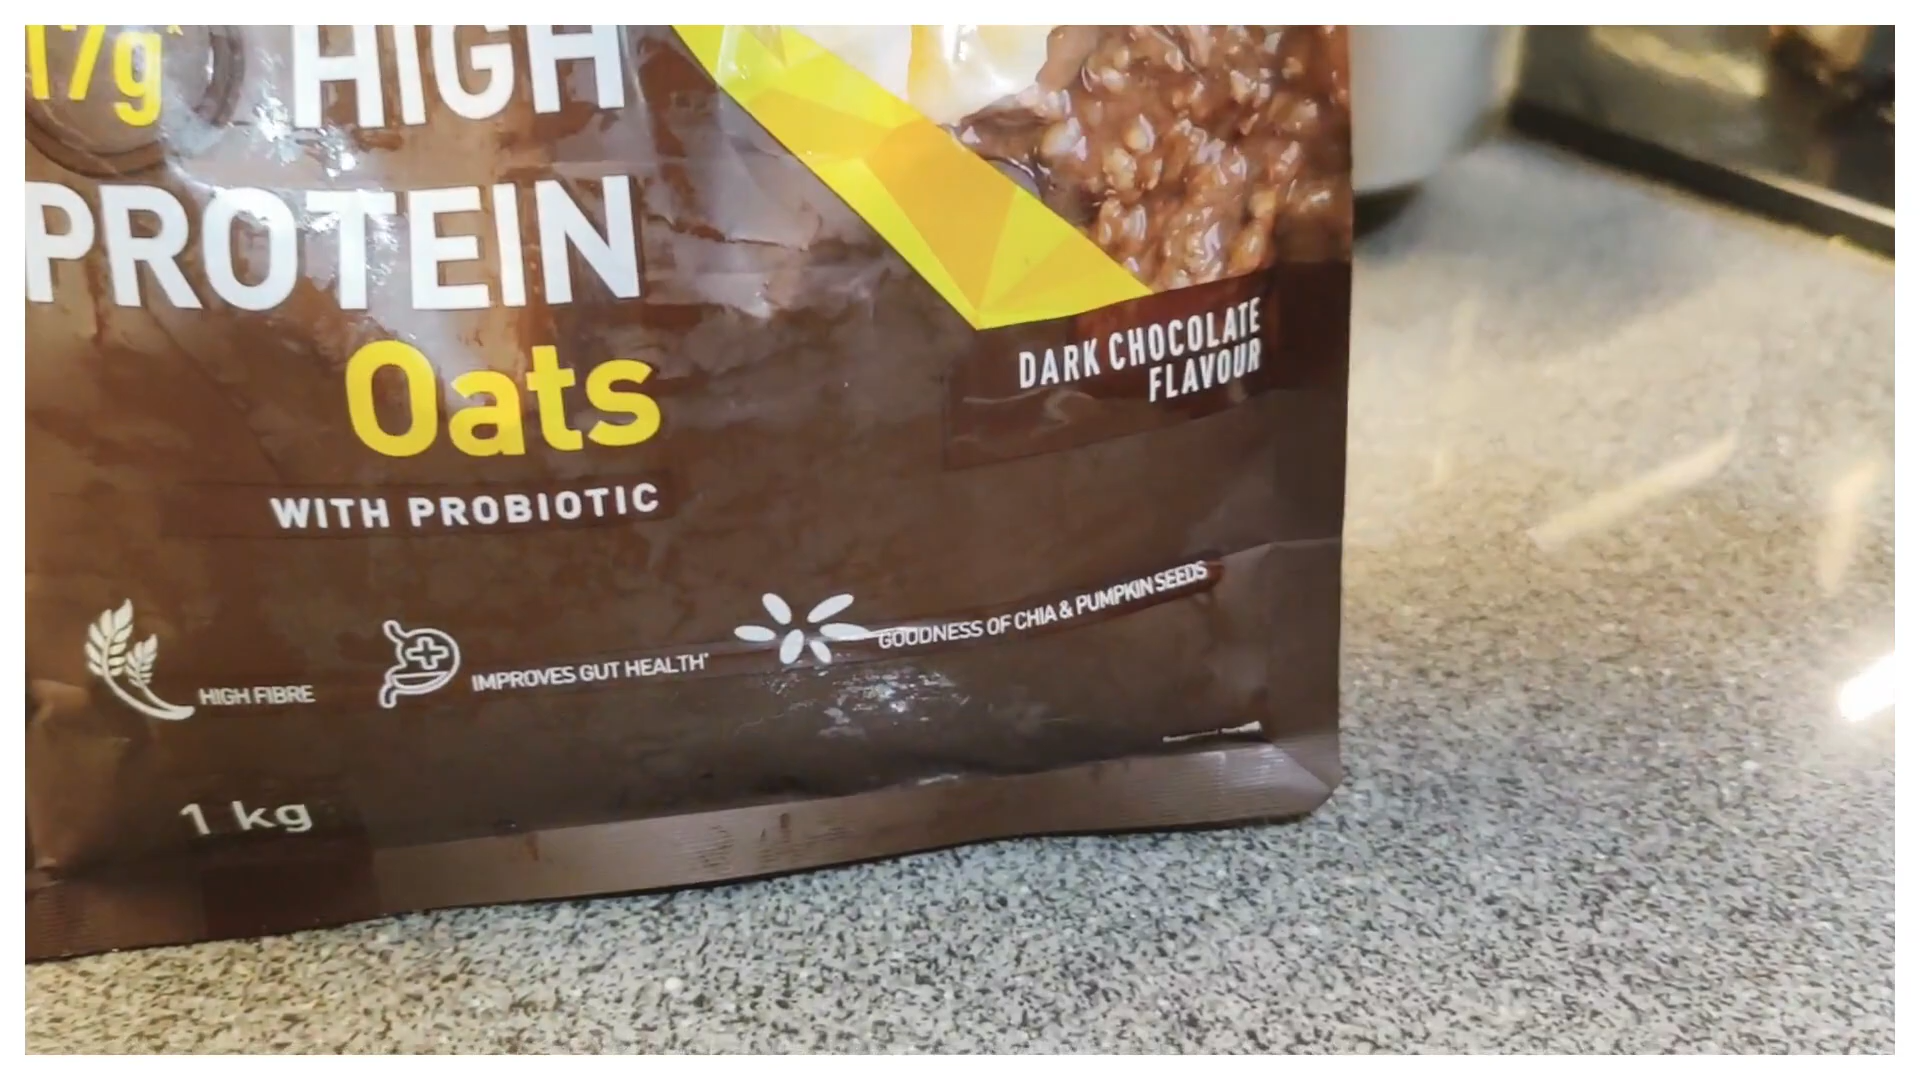 17g^
HIGH
PROTEIN
Oats
WITH PROBIOTIC
DARK CHOCOLATE
FLAVOUR
HIGH FIBRE
IMPROVES GUT HEALTH*
GOODNESS OF CHIA & PUMPKIN SEEDS
1 kg